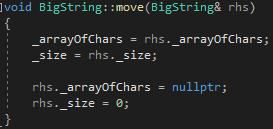 void BigString::move(BigString& rhs)
{
    _arrayOfChars = rhs._arrayOfChars;
    _size = rhs._size;

    rhs._arrayOfChars = nullptr;
    rhs._size = 0;
}